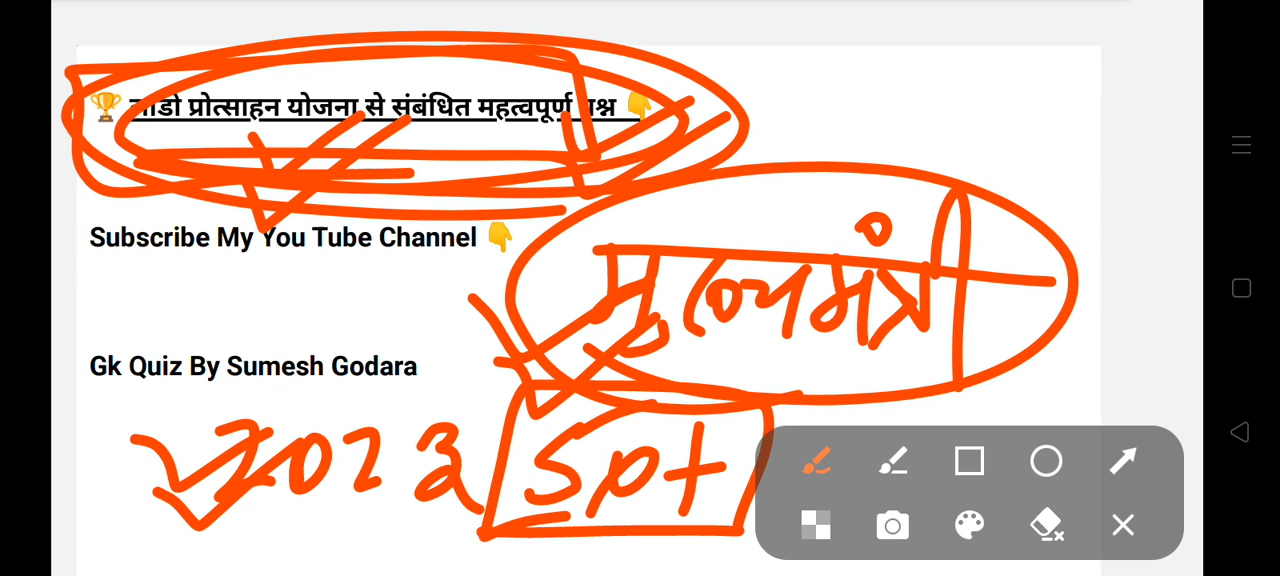 🏆 लाडो प्रोत्साहन योजना से संबंधित महत्वपूर्ण प्रश्न 👇
Subscribe My You Tube Channel 👇
मुख्यमंत्री
Gk Quiz By Sumesh Godara
2023 Spt